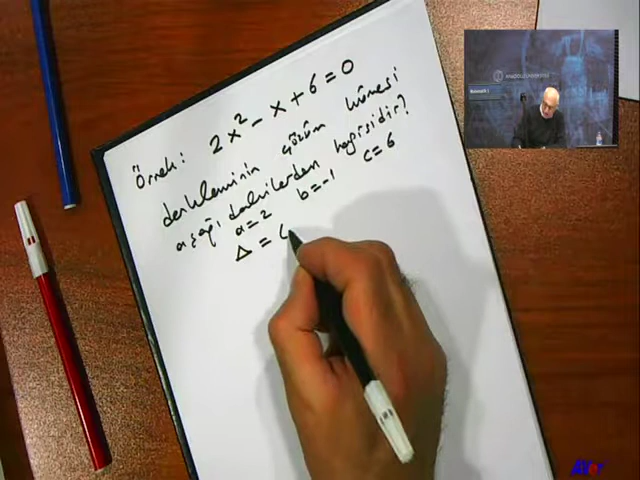 Örnek: 2x² - x + 6 = 0
denkleminin çözüm kümesi
aşağıdakilerden hangisidir?
a = 2 b = -1 c = 6
Δ = (